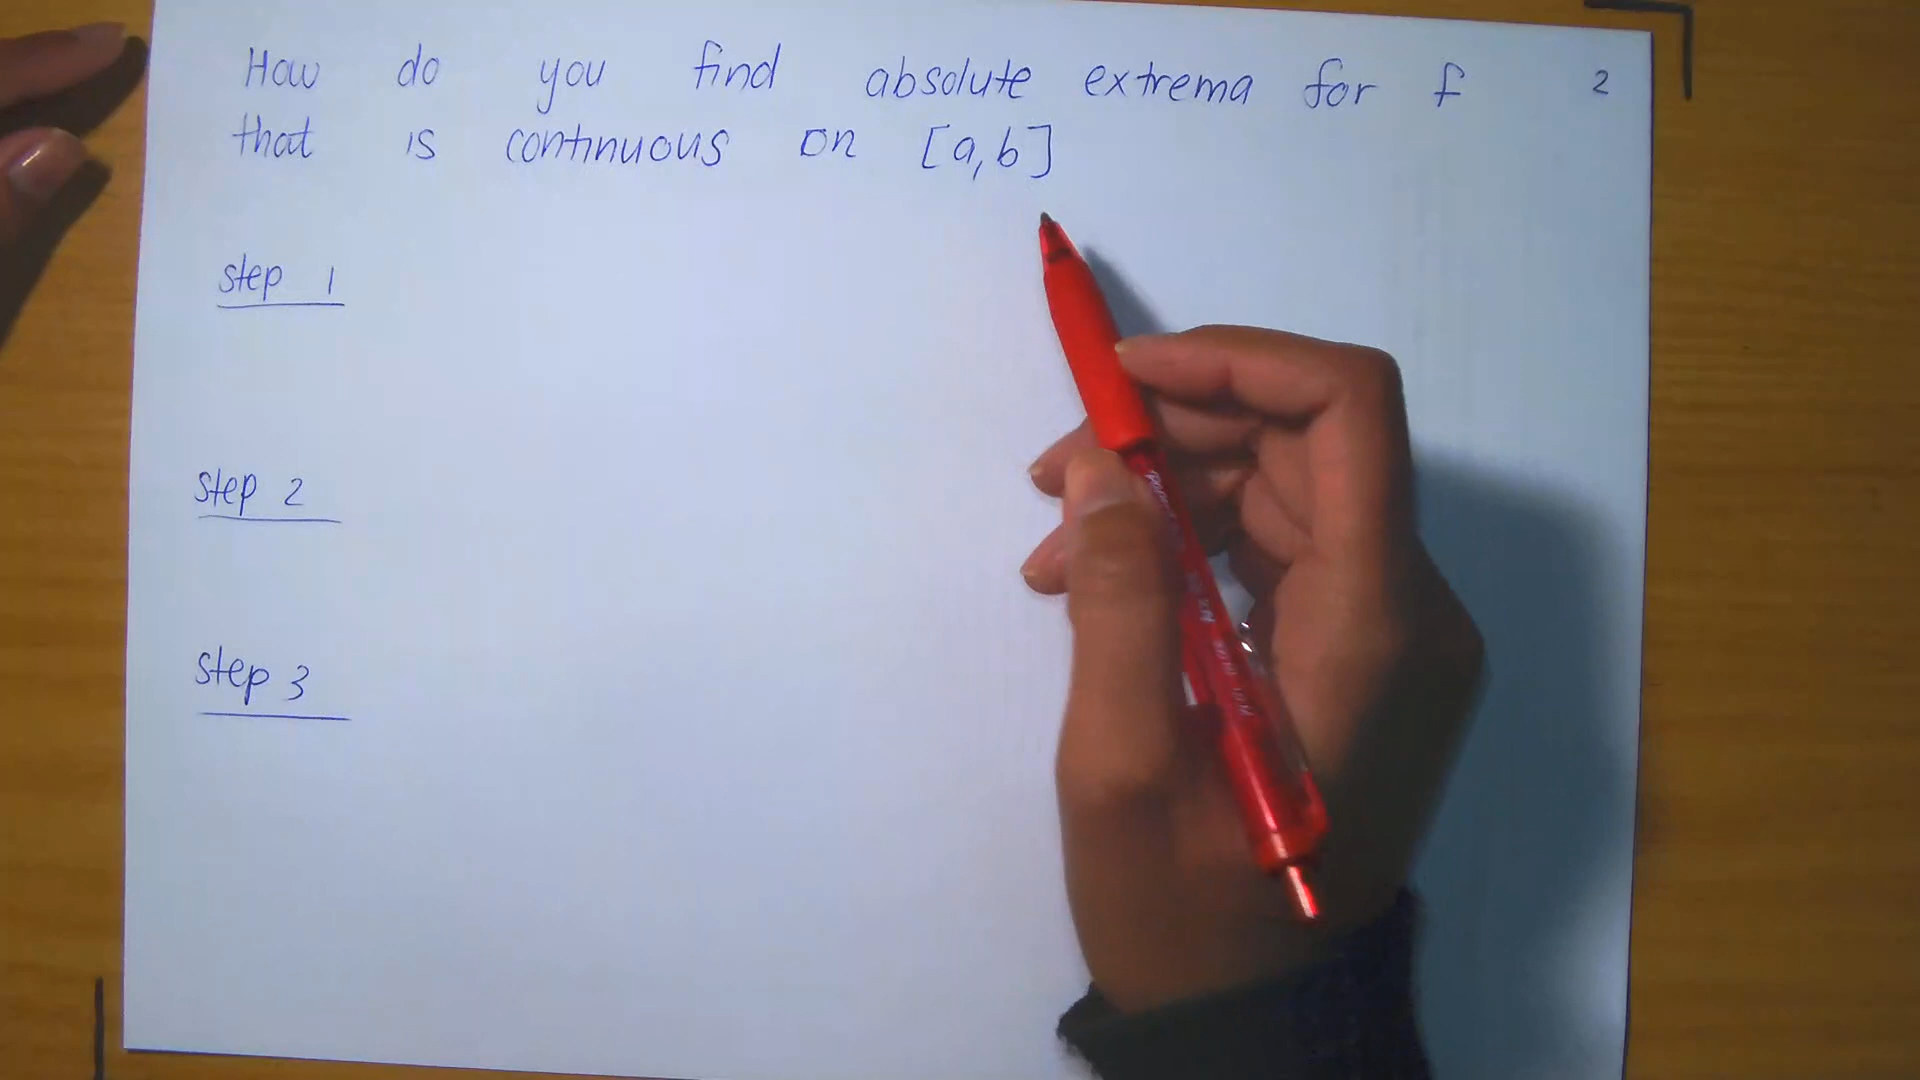 How do you find absolute extrema for f 2
that is continuous on [a,b]
step 1
step 2
step 3